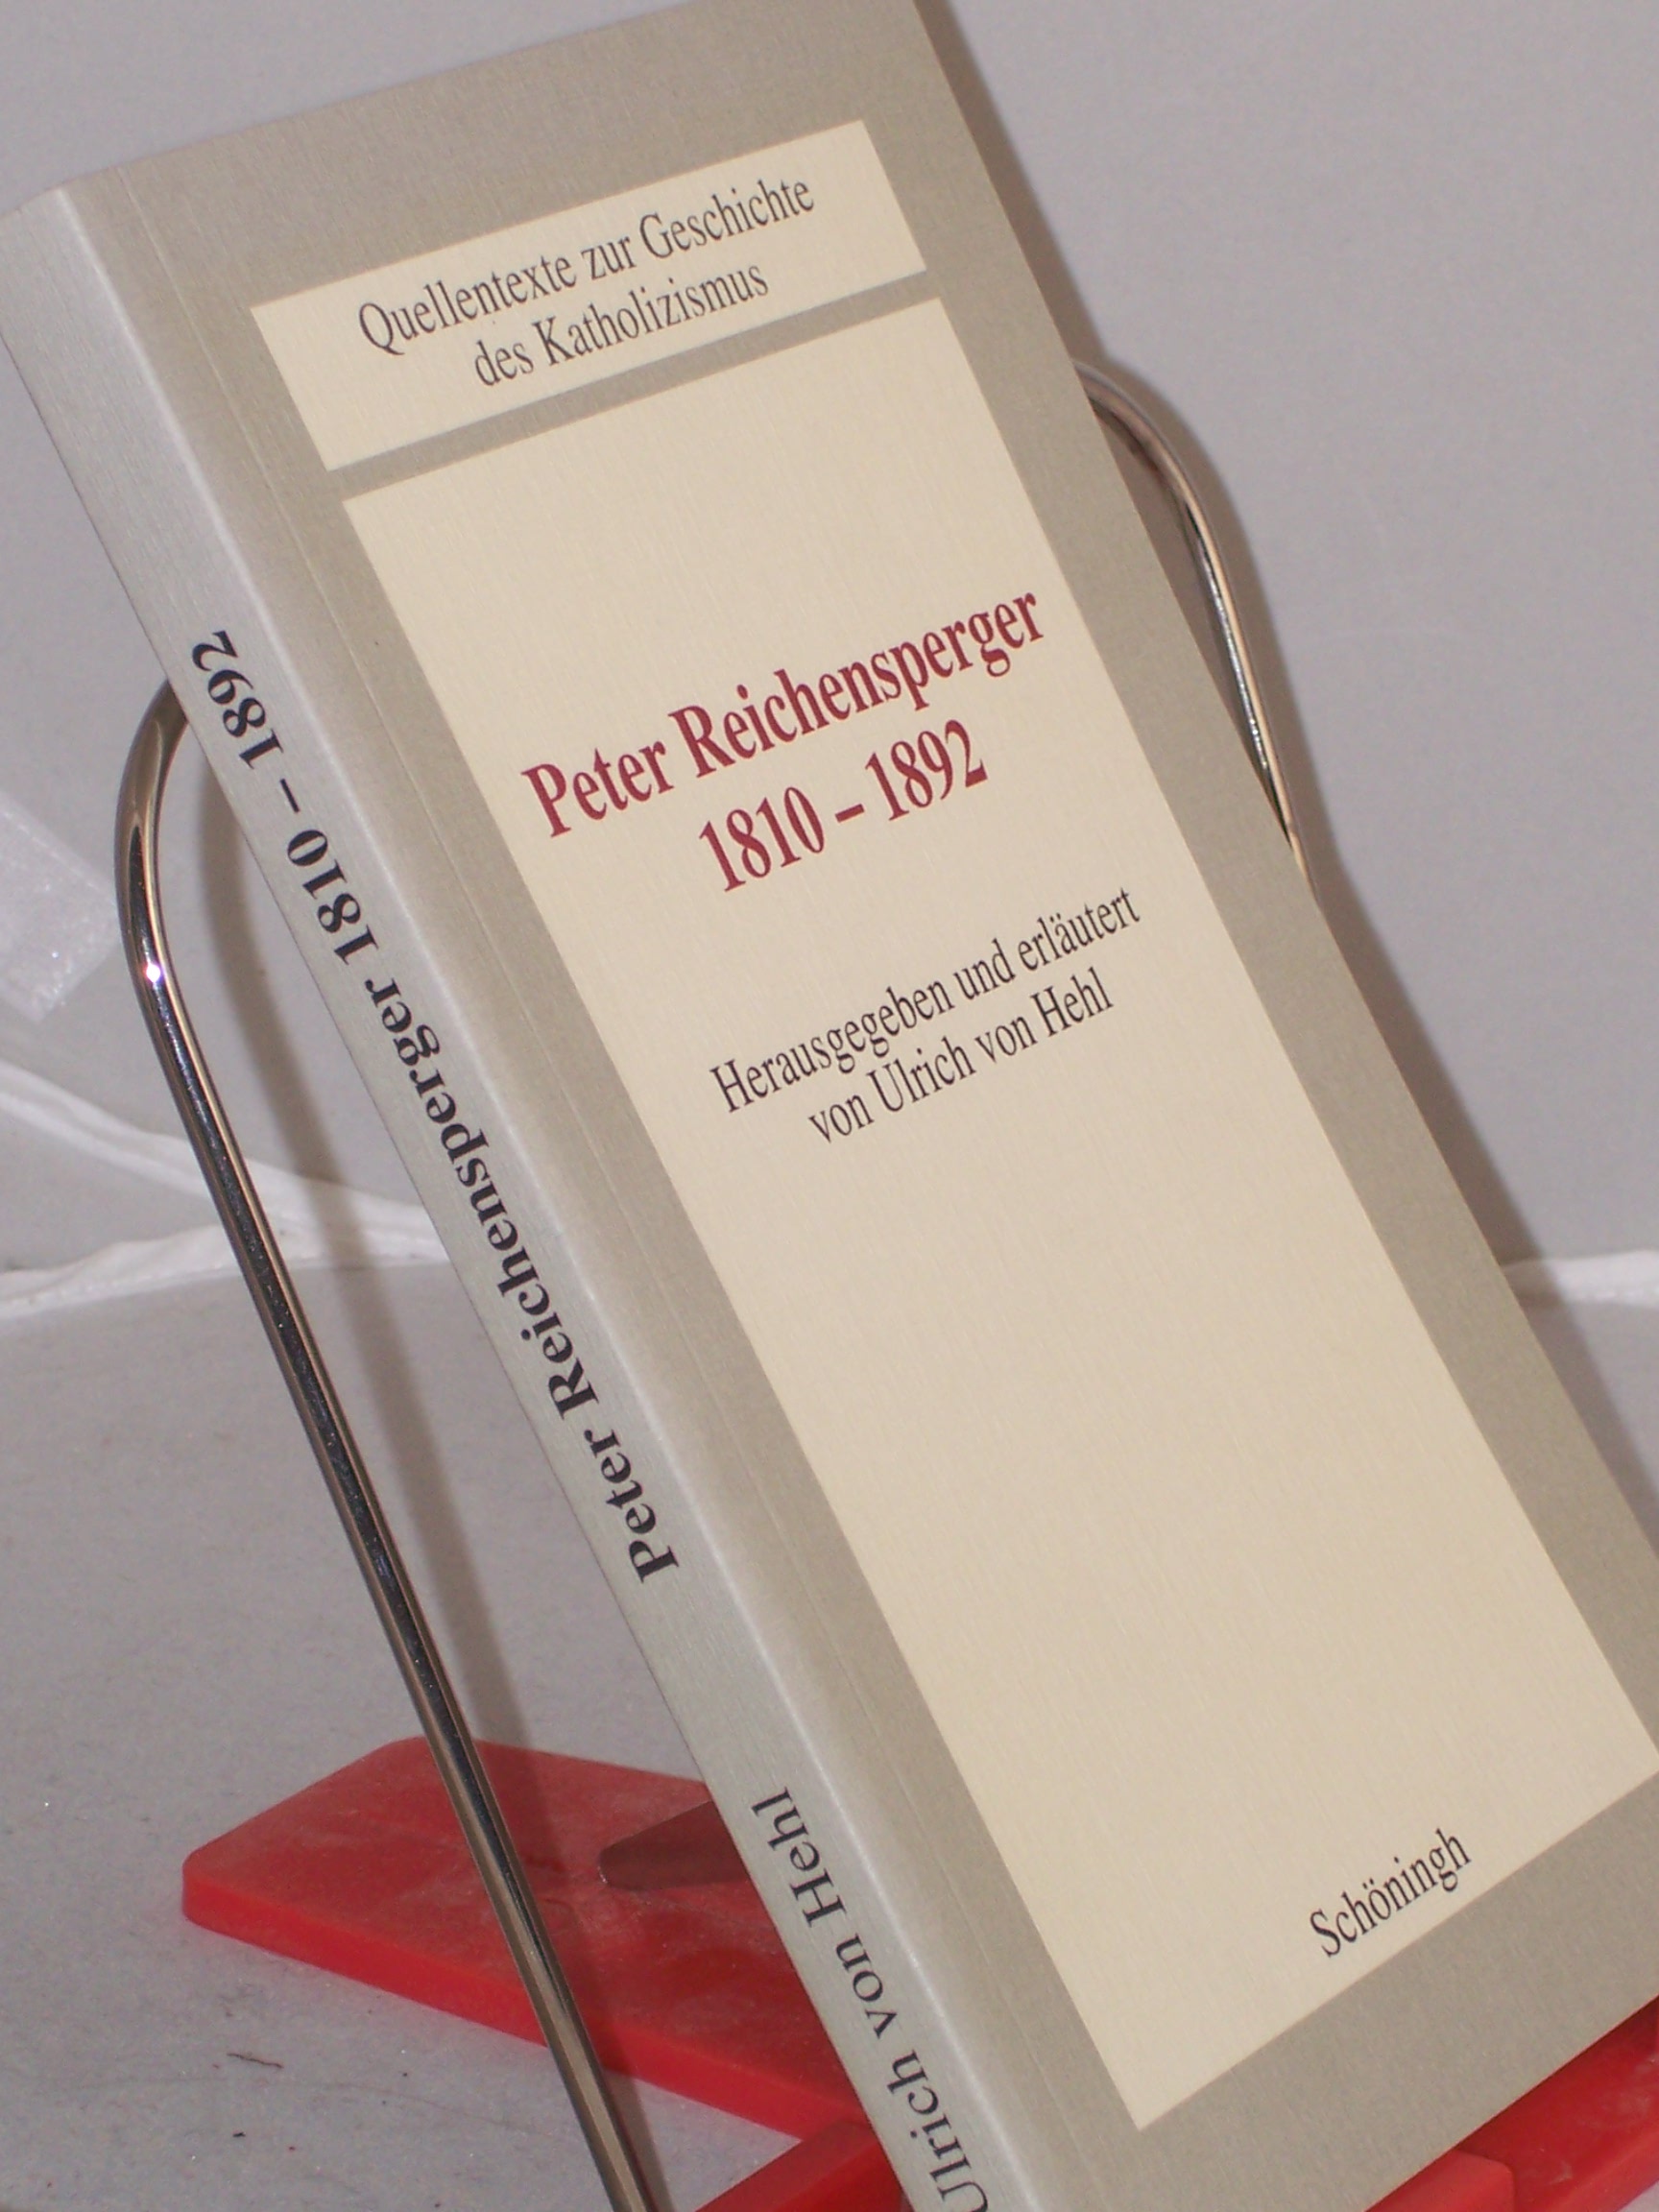 Quellentexte zur Geschichte
des Katholizismus
Peter Reichensperger
1810 – 1892
Herausgegeben und erläutert
von Ulrich von Hehl
Schöningh
Ulrich von Hehl Peter Reichensperger 1810 – 1892